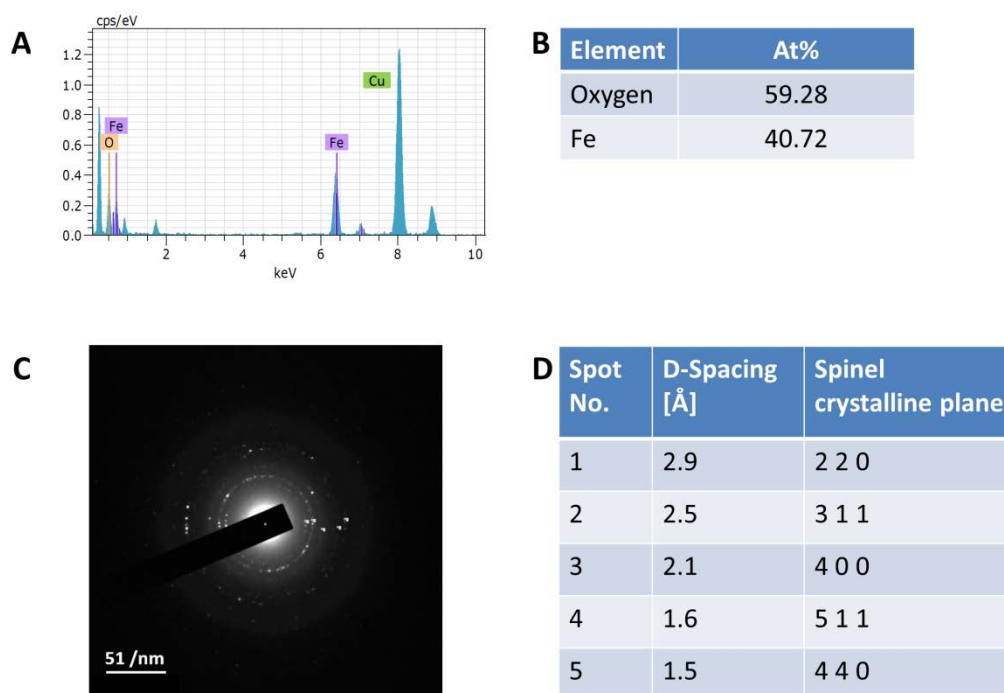 A
cps/eV
1.2
1.0
0.8
0.6
0.4
0.2
0.0
Fe
O
Fe
Cu
2 4 6 8 10
keV
B
Element At%
Oxygen 59.28
Fe 40.72
C
51 /nm
D
Spot No. D-Spacing [Å] Spinel crystalline plane
1 2.9 2 2 0
2 2.5 3 1 1
3 2.1 4 0 0
4 1.6 5 1 1
5 1.5 4 4 0